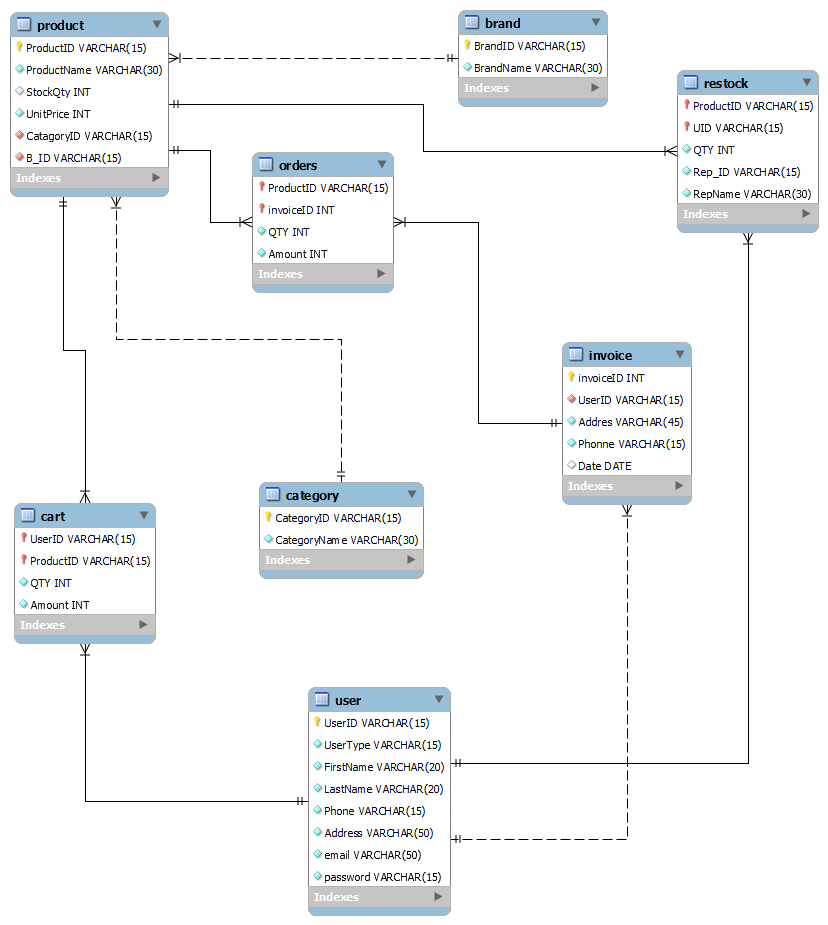 product
ProductID VARCHAR(15)
ProductName VARCHAR(30)
StockQty INT
UnitPrice INT
CatagoryID VARCHAR(15)
B_ID VARCHAR(15)
Indexes
brand
BrandID VARCHAR(15)
BrandName VARCHAR(30)
Indexes
restock
ProductID VARCHAR(15)
UID VARCHAR(15)
QTY INT
Rep_ID VARCHAR(15)
RepName VARCHAR(30)
Indexes
orders
ProductID VARCHAR(15)
invoiceID INT
QTY INT
Amount INT
Indexes
invoice
invoiceID INT
UserID VARCHAR(15)
Addres VARCHAR(45)
Phonne VARCHAR(15)
Date DATE
Indexes
category
CategoryID VARCHAR(15)
CategoryName VARCHAR(30)
Indexes
cart
UserID VARCHAR(15)
ProductID VARCHAR(15)
QTY INT
Amount INT
Indexes
user
UserID VARCHAR(15)
UserType VARCHAR(15)
FirstName VARCHAR(20)
LastName VARCHAR(20)
Phone VARCHAR(15)
Address VARCHAR(50)
email VARCHAR(50)
password VARCHAR(15)
Indexes